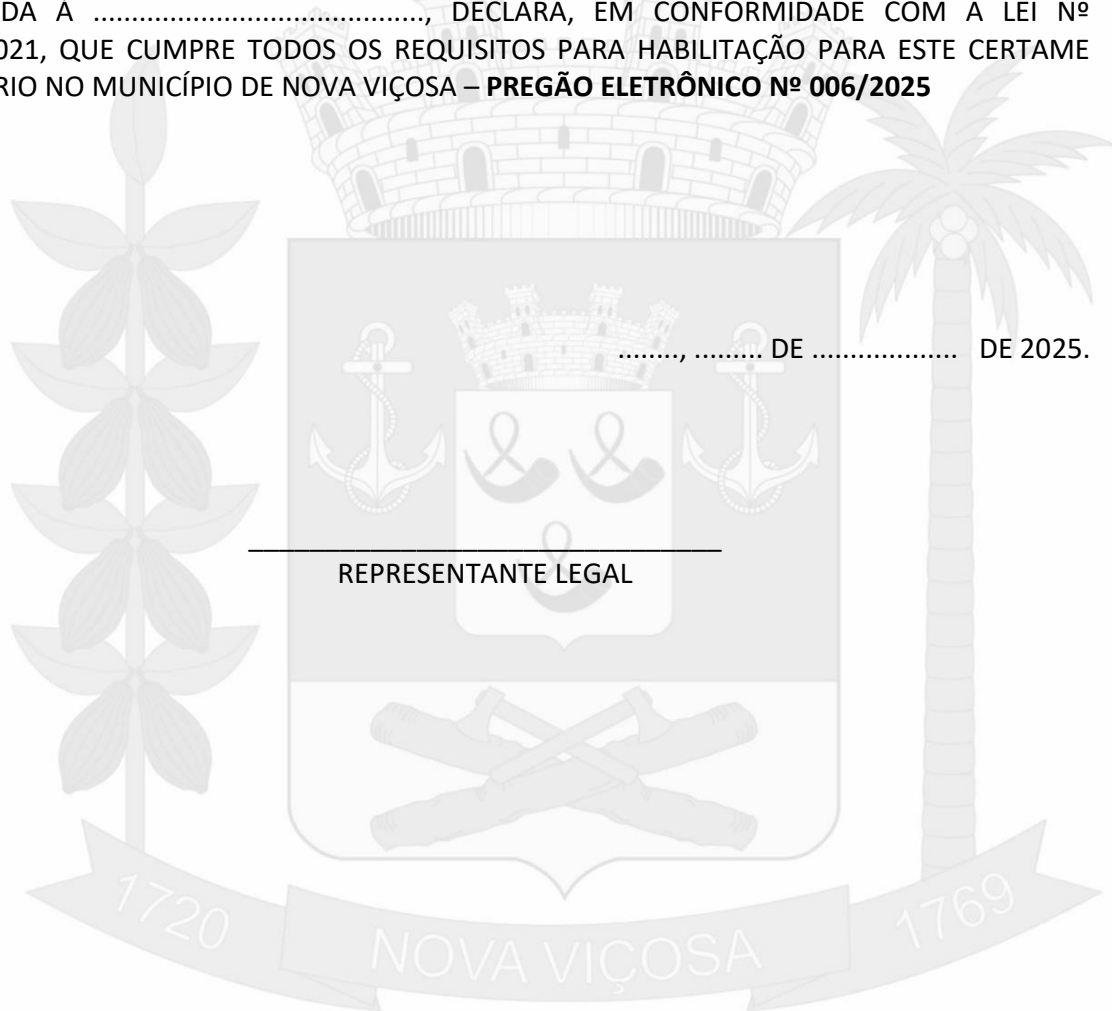 DA À ..........................................., DECLARA, EM CONFORMIDADE COM A LEI Nº
021, QUE CUMPRE TODOS OS REQUISITOS PARA HABILITAÇÃO PARA ESTE CERTAME
RIO NO MUNICÍPIO DE NOVA VIÇOSA – PREGÃO ELETRÔNICO Nº 006/2025
........, ......... DE ................... DE 2025.
_________________________________
REPRESENTANTE LEGAL
1720 NOVA VIÇOSA 1769